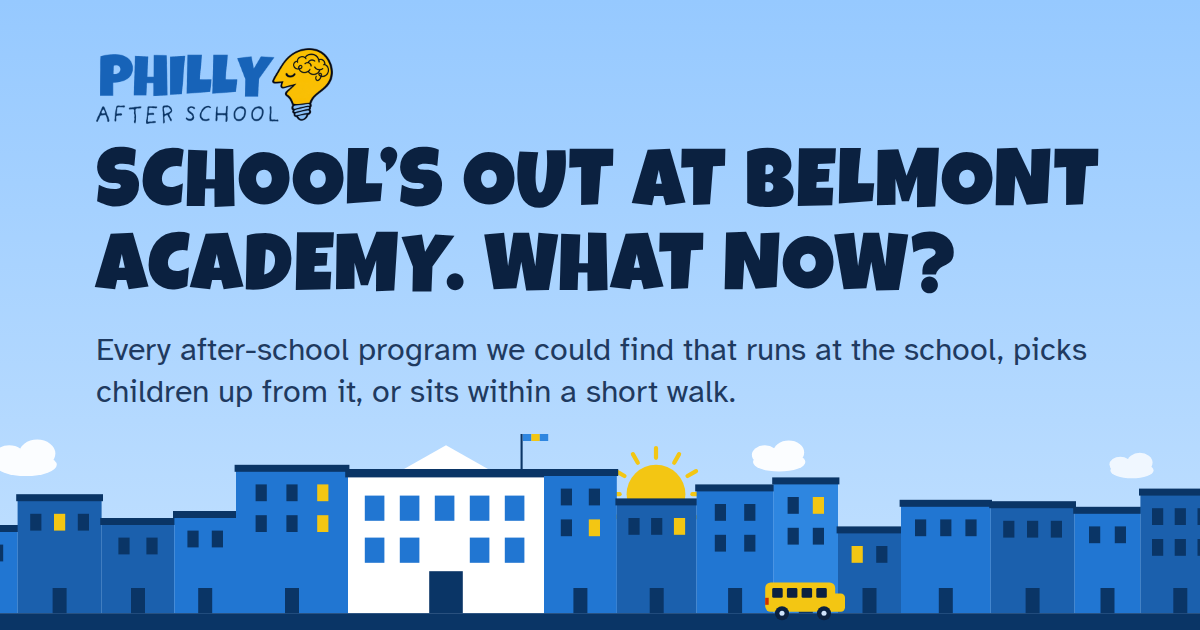 PHILLY
AFTER SCHOOL
SCHOOL’S OUT AT BELMONT
ACADEMY. WHAT NOW?
Every after-school program we could find that runs at the school, picks
children up from it, or sits within a short walk.